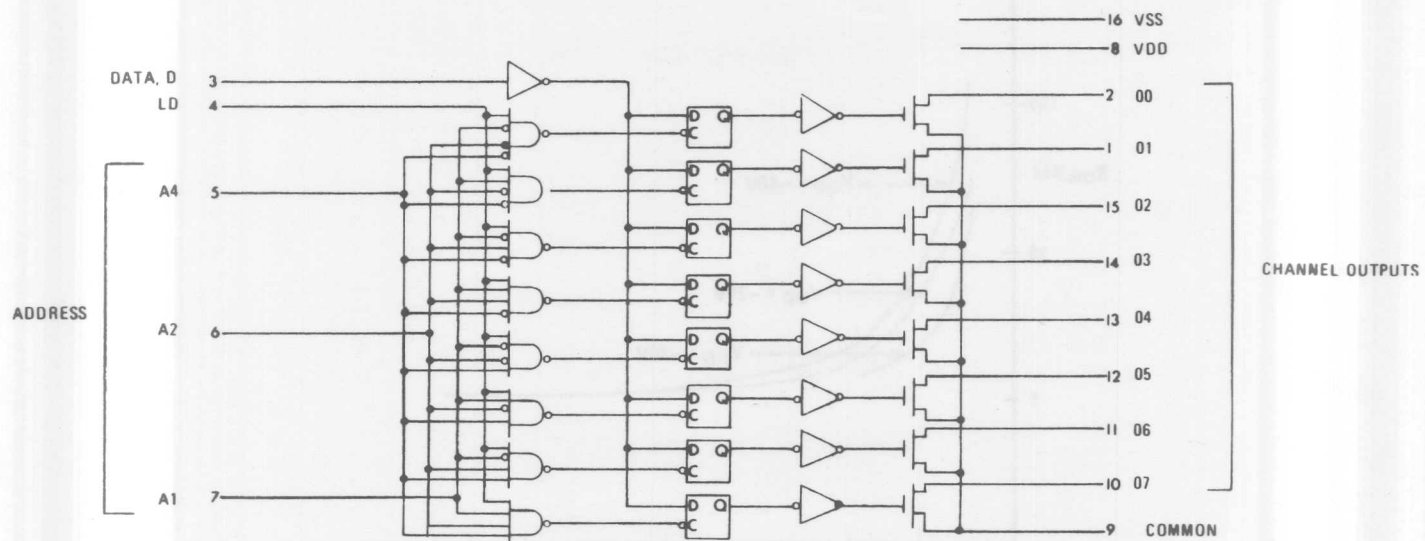 16 VSS
8 VDD
DATA, D 3
LD 4
2 00
D Q
C
1 01
A4 5
D Q
C
15 02
D Q
C
14 03
CHANNEL OUTPUTS
D Q
C
ADDRESS
13 04
A2 6
D Q
C
12 05
D Q
C
11 06
D Q
C
10 07
A1 7
D Q
C
9 COMMON